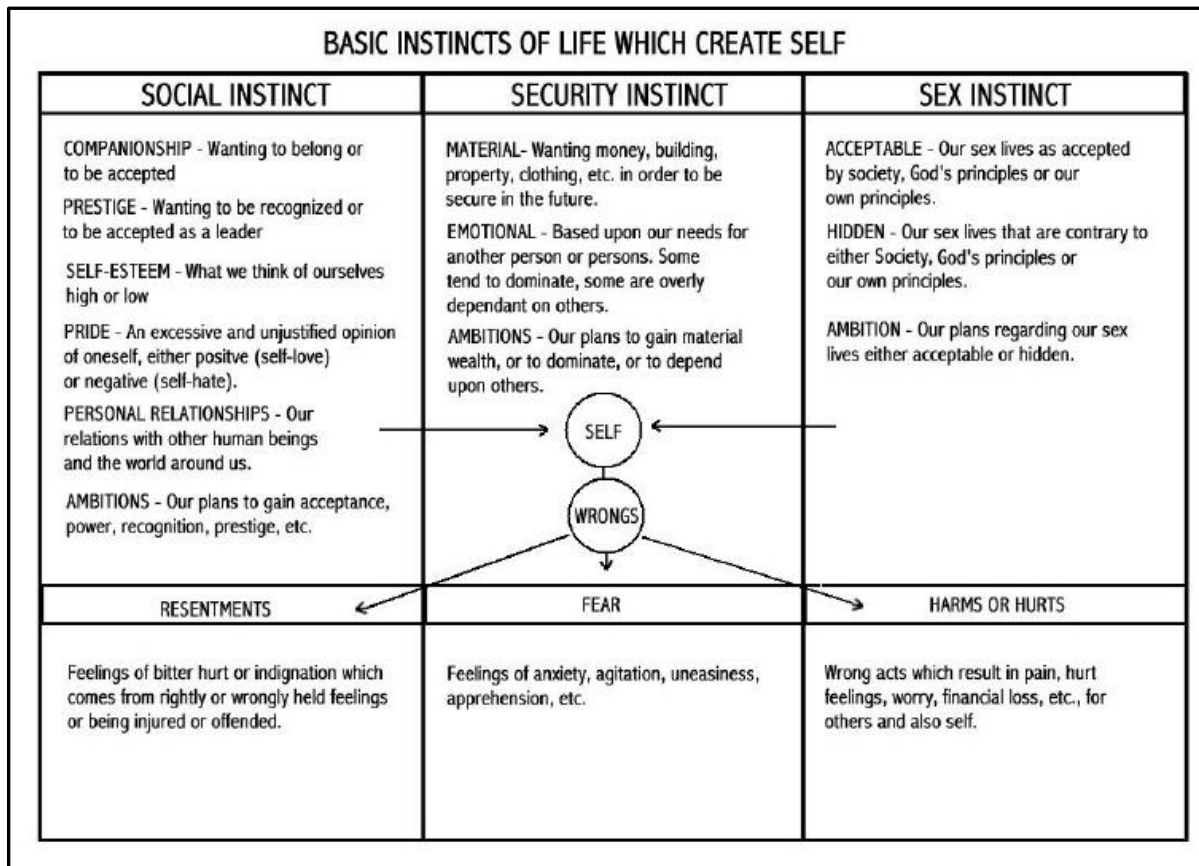 BASIC INSTINCTS OF LIFE WHICH CREATE SELF
SOCIAL INSTINCT
COMPANIONSHIP - Wanting to belong or
to be accepted
PRESTIGE - Wanting to be recognized or
to be accepted as a leader
SELF-ESTEEM - What we think of ourselves
high or low
PRIDE - An excessive and unjustified opinion
of oneself, either positve (self-love)
or negative (self-hate).
PERSONAL RELATIONSHIPS - Our
relations with other human beings
and the world around us.
AMBITIONS - Our plans to gain acceptance,
power, recognition, prestige, etc.
SECURITY INSTINCT
MATERIAL- Wanting money, building,
property, clothing, etc. in order to be
secure in the future.
EMOTIONAL - Based upon our needs for
another person or persons. Some
tend to dominate, some are overly
dependant on others.
AMBITIONS - Our plans to gain material
wealth, or to dominate, or to depend
upon others.
SEX INSTINCT
ACCEPTABLE - Our sex lives as accepted
by society, God's principles or our
own principles.
HIDDEN - Our sex lives that are contrary to
either Society, God's principles or
our own principles.
AMBITION - Our plans regarding our sex
lives either acceptable or hidden.
SELF
WRONGS
RESENTMENTS
Feelings of bitter hurt or indignation which
comes from rightly or wrongly held feelings
or being injured or offended.
FEAR
Feelings of anxiety, agitation, uneasiness,
apprehension, etc.
HARMS OR HURTS
Wrong acts which result in pain, hurt
feelings, worry, financial loss, etc., for
others and also self.